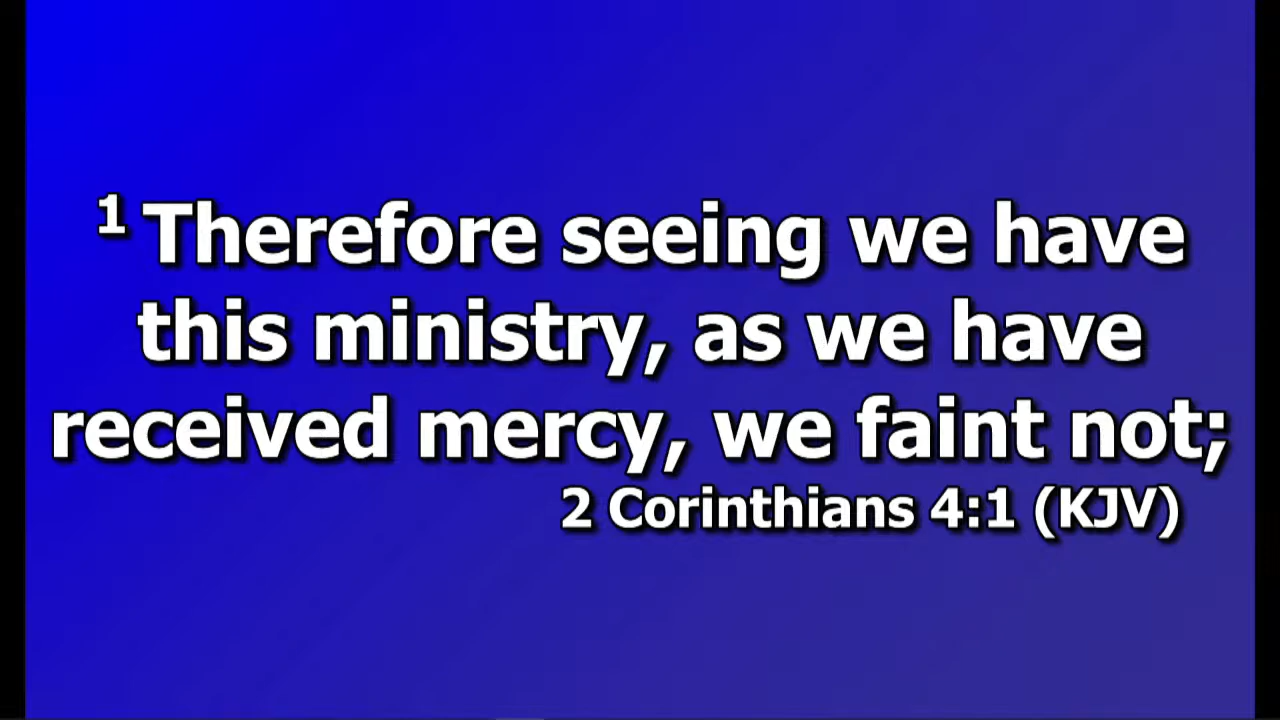 1 Therefore seeing we have
this ministry, as we have
received mercy, we faint not;
2 Corinthians 4:1 (KJV)